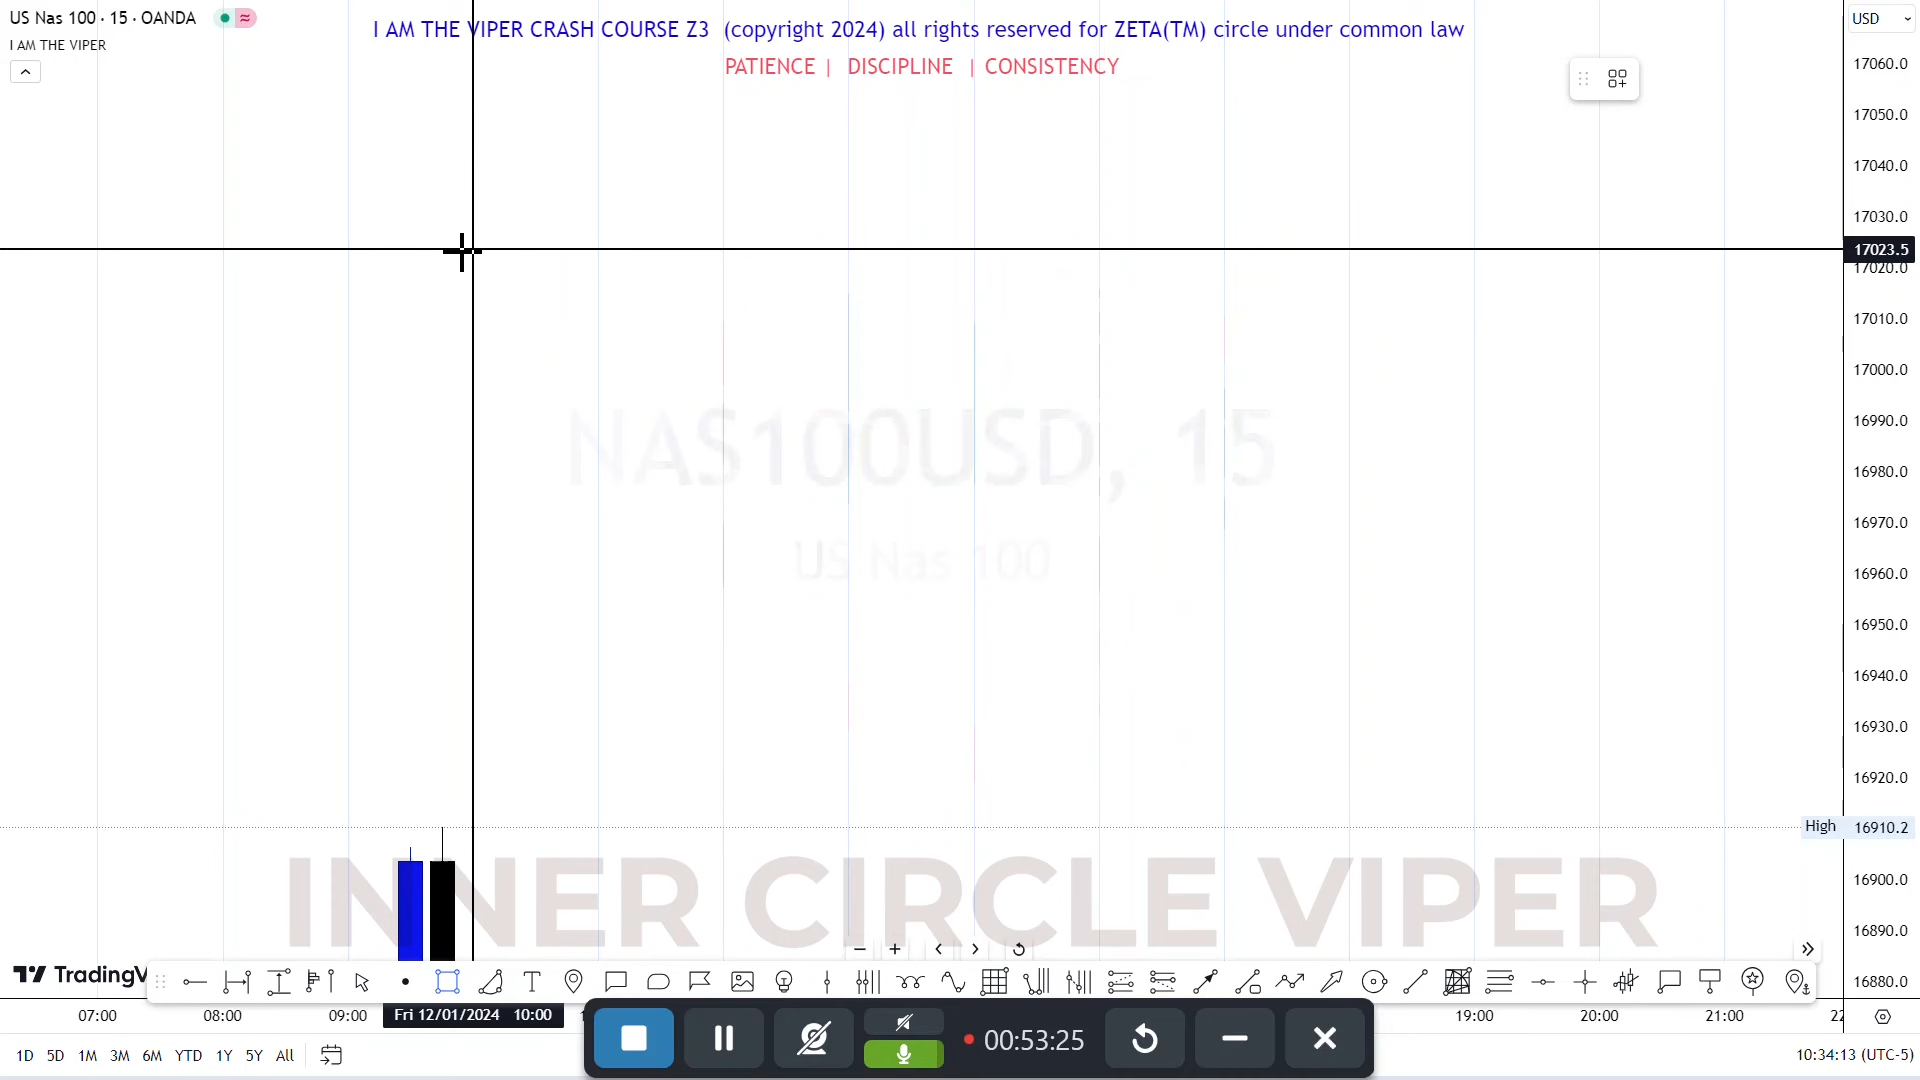 US Nas 100 · 15 · OANDA
I AM THE VIPER
I AM THE VIPER CRASH COURSE Z3 (copyright 2024) all rights reserved for ZETA(TM) circle under common law
PATIENCE | DISCIPLINE | CONSISTENCY
USD
17060.0
17050.0
17040.0
17030.0
17023.5
17020.0
17010.0
17000.0
16990.0
16980.0
16970.0
16960.0
16950.0
16940.0
16930.0
16920.0
High 16910.2
16900.0
16890.0
16880.0
NAS100USD, 15
US Nas 100
INNER CIRCLE VIPER
TradingV
07:00 08:00 09:00 Fri 12/01/2024 10:00 19:00 20:00 21:00 22
1D 5D 1M 3M 6M YTD 1Y 5Y All
00:53:25
10:34:13 (UTC-5)